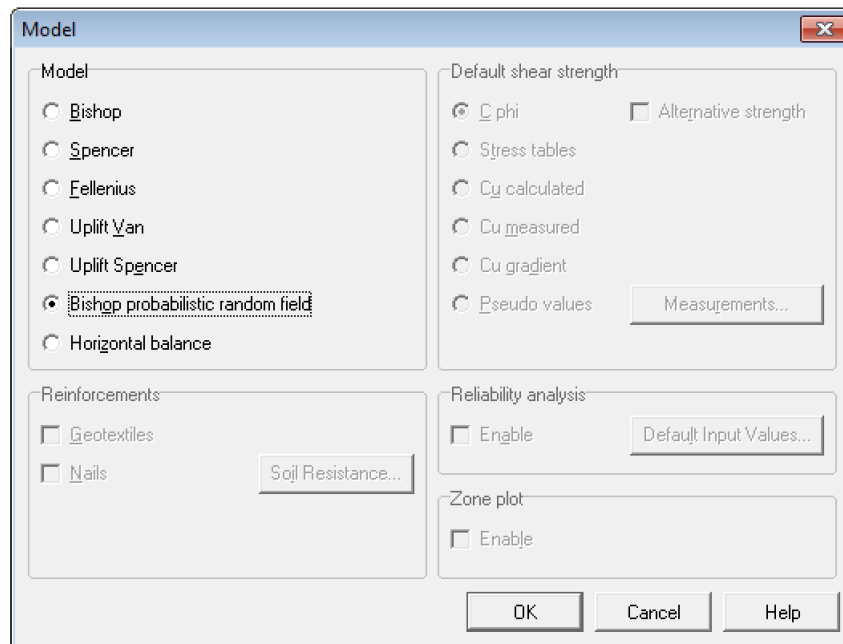 Model
Model
Bishop
Spencer
Fellenius
Uplift Van
Uplift Spencer
Bishop probabilistic random field
Horizontal balance
Default shear strength
C phi
Alternative strength
Stress tables
Cu calculated
Cu measured
Cu gradient
Pseudo values
Measurements...
Reinforcements
Geotextiles
Nails
Soil Resistance...
Reliability analysis
Enable
Default Input Values...
Zone plot
Enable
OK
Cancel
Help